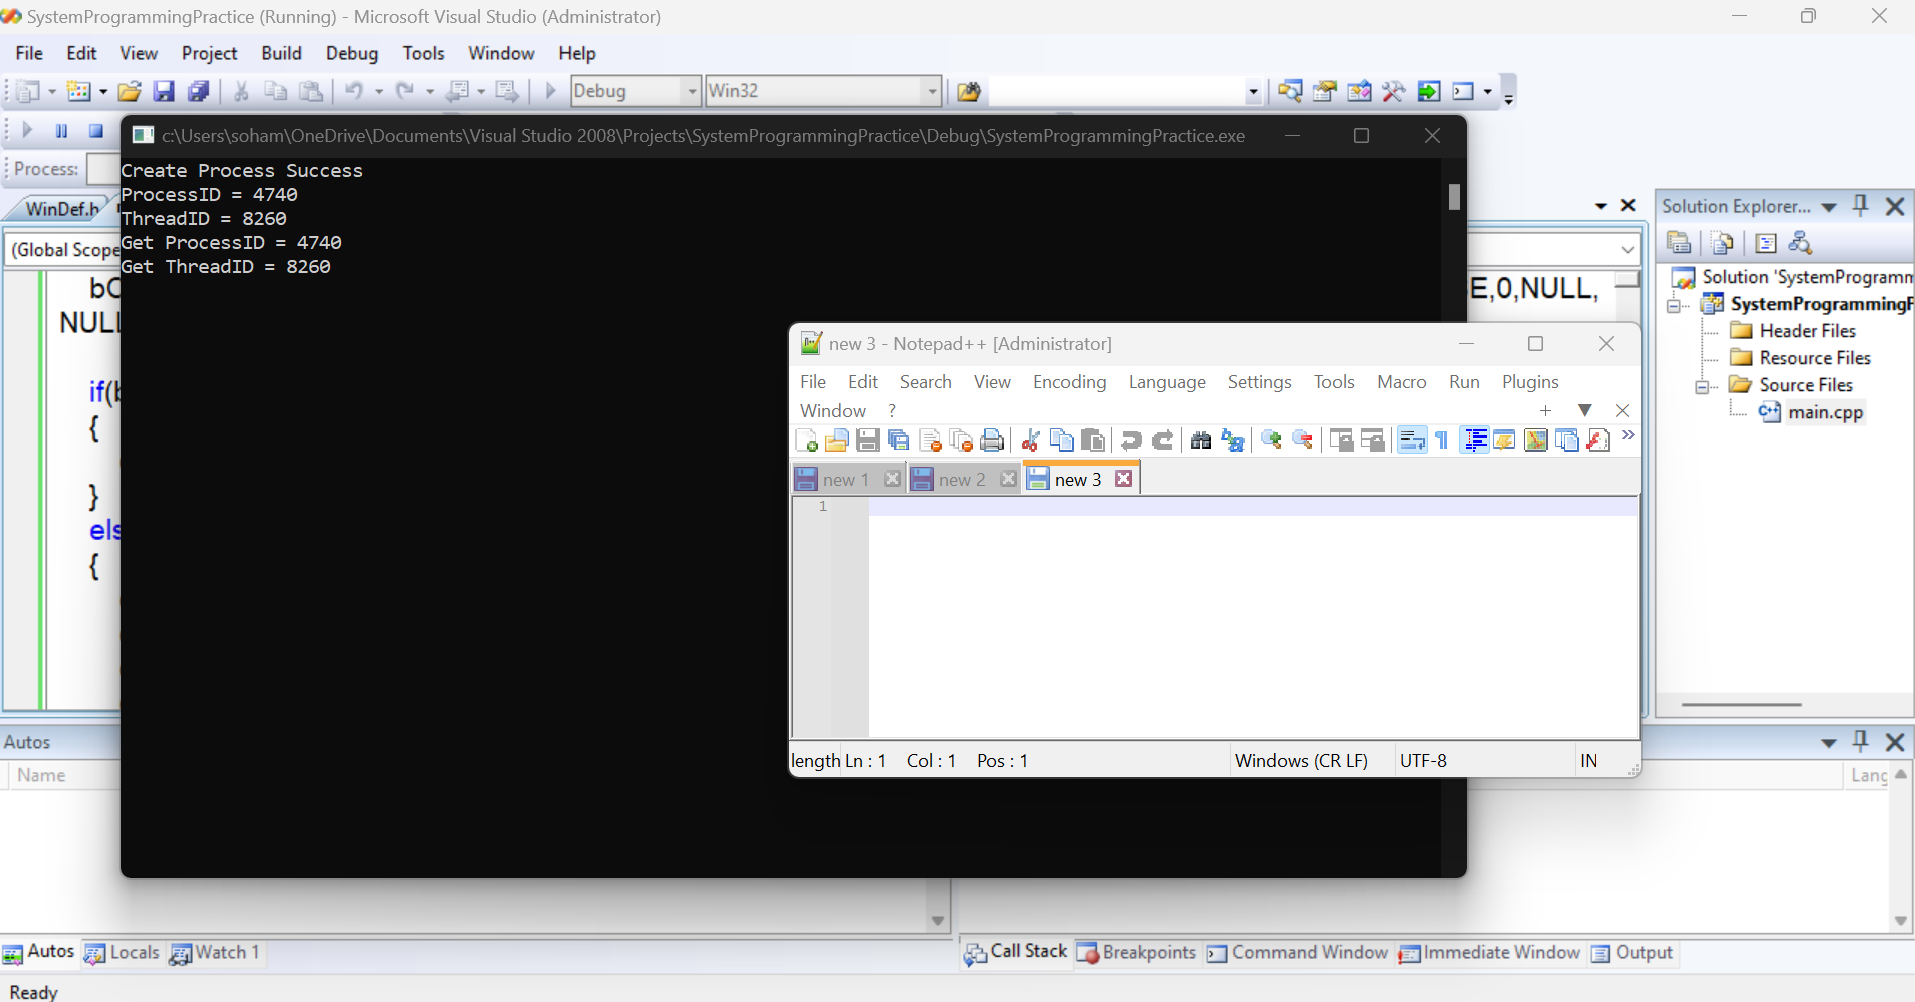 SystemProgrammingPractice (Running) - Microsoft Visual Studio (Administrator)
File Edit View Project Build Debug Tools Window Help
Debug Win32
Process:
c:\Users\soham\OneDrive\Documents\Visual Studio 2008\Projects\SystemProgrammingPractice\Debug\SystemProgrammingPractice.exe
Create Process Success
ProcessID = 4740
ThreadID = 8260
Get ProcessID = 4740
Get ThreadID = 8260
WinDef.h
(Global Scope
bC
E,0,NULL,
NULL
if(b
{
}
els
{
Solution Explorer...
Solution 'SystemProgramm
SystemProgrammingP
Header Files
Resource Files
Source Files
main.cpp
new 3 - Notepad++ [Administrator]
File Edit Search View Encoding Language Settings Tools Macro Run Plugins
Window ?
new 1 new 2 new 3
1
length Ln : 1 Col : 1 Pos : 1 Windows (CR LF) UTF-8 IN
Autos
Name
Lang
Autos Locals Watch 1
Call Stack Breakpoints Command Window Immediate Window Output
Ready